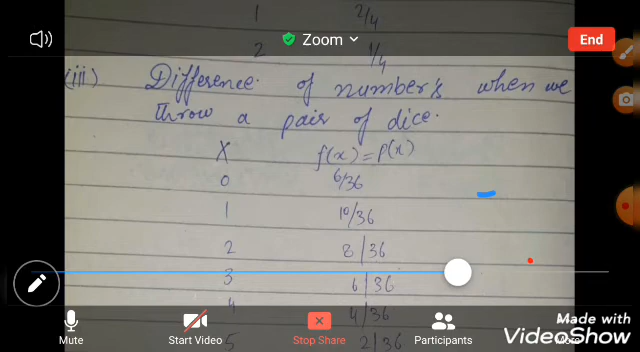 1 2/4
Zoom
End
2 1/4
(iii) Difference of number's when we
throw a pair of dice.
X f(x) = p(x)
0 6/36
1 10/36
2 8/36
3 6/36
4 4/36
5 2/36
Mute
Start Video
Stop Share
Participants
Made with
VideoShow